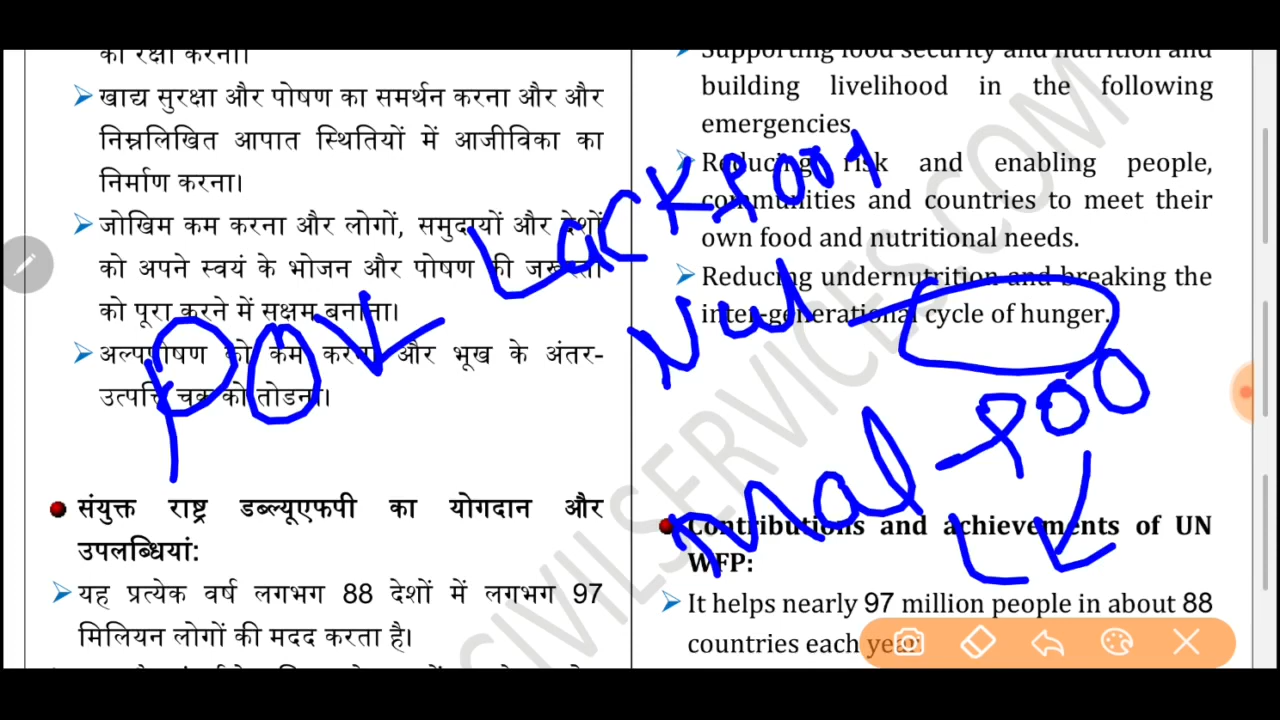 की रक्षा करना।
खाद्य सुरक्षा और पोषण का समर्थन करना और और
निम्नलिखित आपात स्थितियों में आजीविका का
निर्माण करना।
जोखिम कम करना और लोगों, समुदायों और देशों
को अपने स्वयं के भोजन और पोषण की जरूरतों
को पूरा करने में सक्षम बनाना।
अल्पपोषण को कम करना और भूख के अंतर-
उत्पत्ति चक्र को तोडना।
संयुक्त राष्ट्र डब्ल्यूएफपी का योगदान और
उपलब्धियां:
यह प्रत्येक वर्ष लगभग 88 देशों में लगभग 97
मिलियन लोगों की मदद करता है।
Supporting food security and nutrition and
building livelihood in the following
emergencies.
Reducing risk and enabling people,
communities and countries to meet their
own food and nutritional needs.
Reducing undernutrition and breaking the
inter-generational cycle of hunger.
Contributions and achievements of UN
WFP:
It helps nearly 97 million people in about 88
countries each year
Lack
Nut
Mal
Pov
CIVILSERVICES.COM